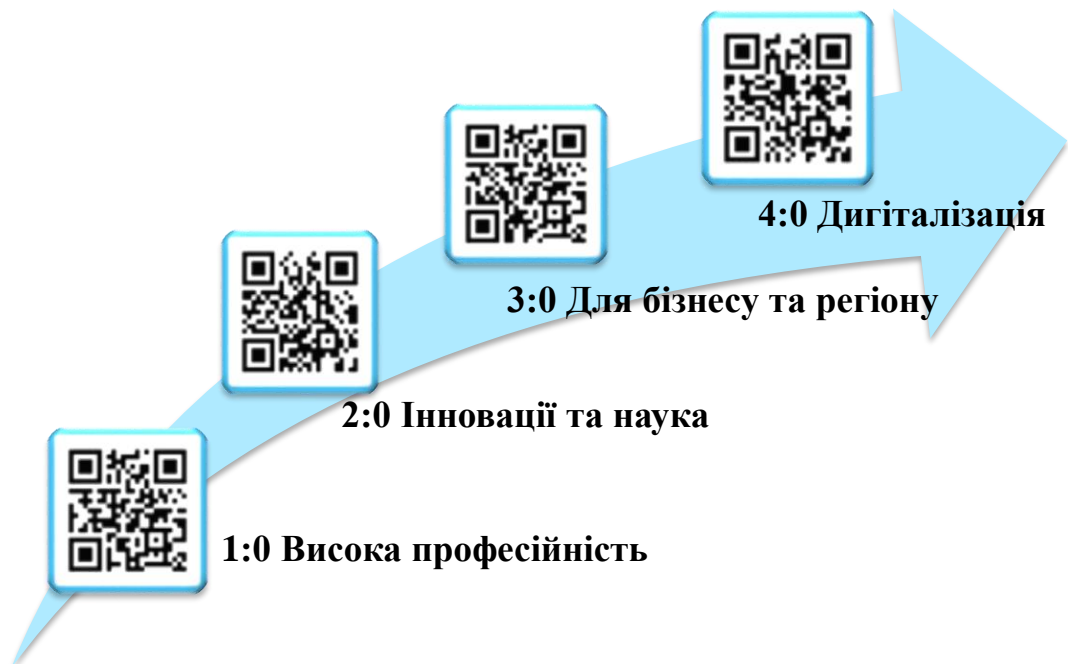 4:0 Дигіталізація
3:0 Для бізнесу та регіону
2:0 Інновації та наука
1:0 Висока професійність